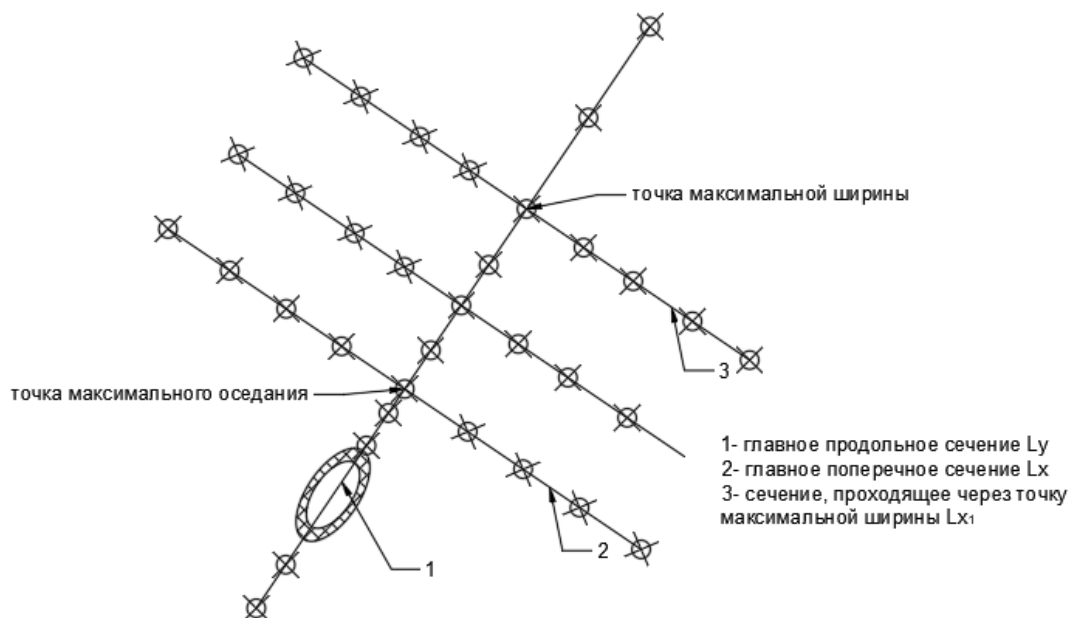 точка максимальной ширины
3
точка максимального оседания
1- главное продольное сечение Ly
2- главное поперечное сечение Lx
3- сечение, проходящее через точку
максимальной ширины Lx₁
2
1